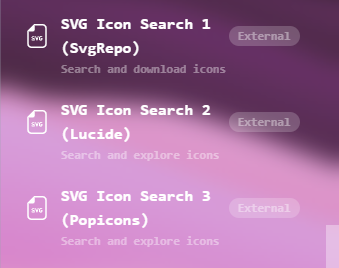 SVG Icon Search 1
(SvgRepo)
External
Search and download icons
SVG
SVG Icon Search 2
(Lucide)
External
Search and explore icons
SVG
SVG Icon Search 3
(Popicons)
External
Search and explore icons
SVG